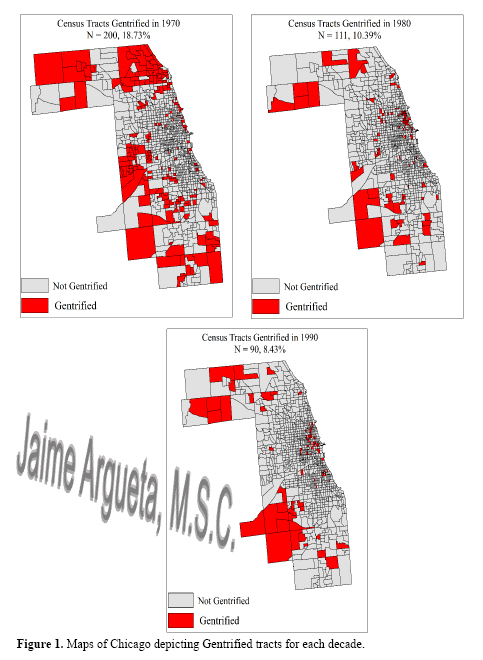 Census Tracts Gentrified in 1970
N = 200, 18.73%
Not Gentrified
Gentrified
Census Tracts Gentrified in 1980
N = 111, 10.39%
Not Gentrified
Gentrified
Census Tracts Gentrified in 1990
N = 90, 8.43%
Jaime Argueta, M.S.C.
Not Gentrified
Gentrified
Figure 1. Maps of Chicago depicting Gentrified tracts for each decade.